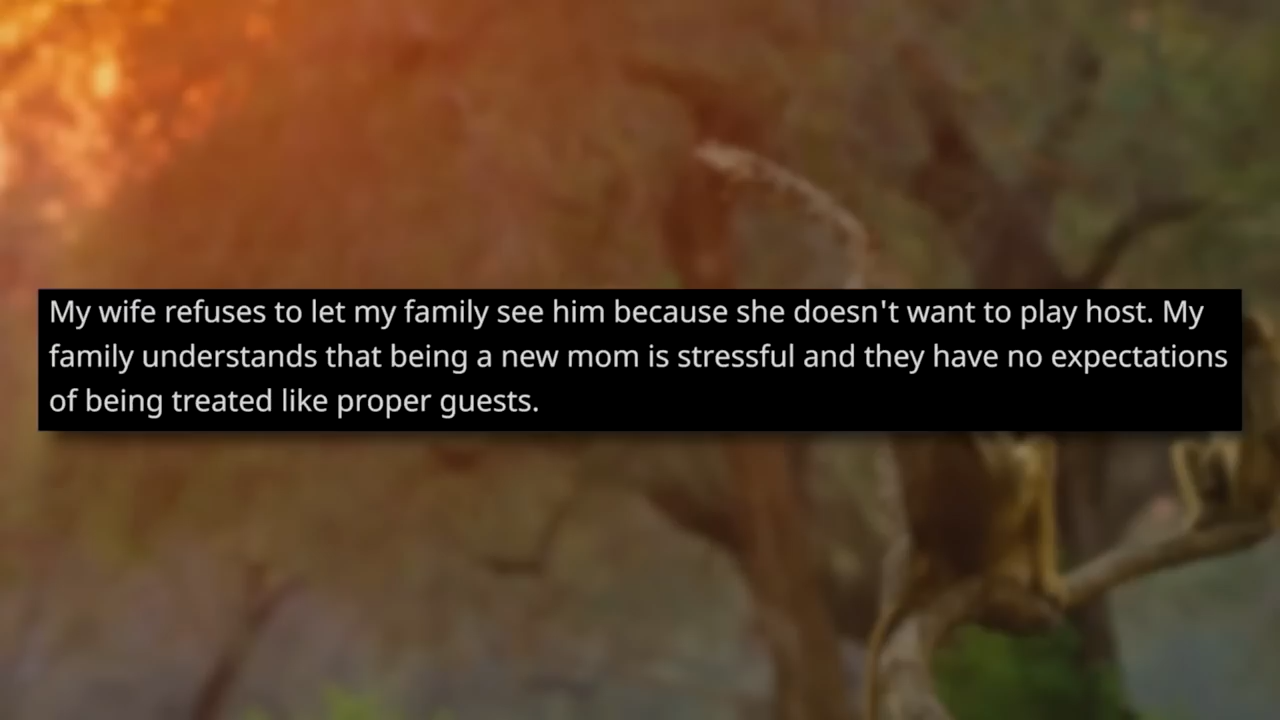 My wife refuses to let my family see him because she doesn't want to play host. My
family understands that being a new mom is stressful and they have no expectations
of being treated like proper guests.